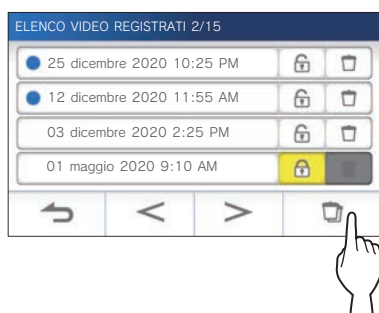 ELENCO VIDEO REGISTRATI 2/15
25 dicembre 2020 10:25 PM
12 dicembre 2020 11:55 AM
03 dicembre 2020 2:25 PM
01 maggio 2020 9:10 AM